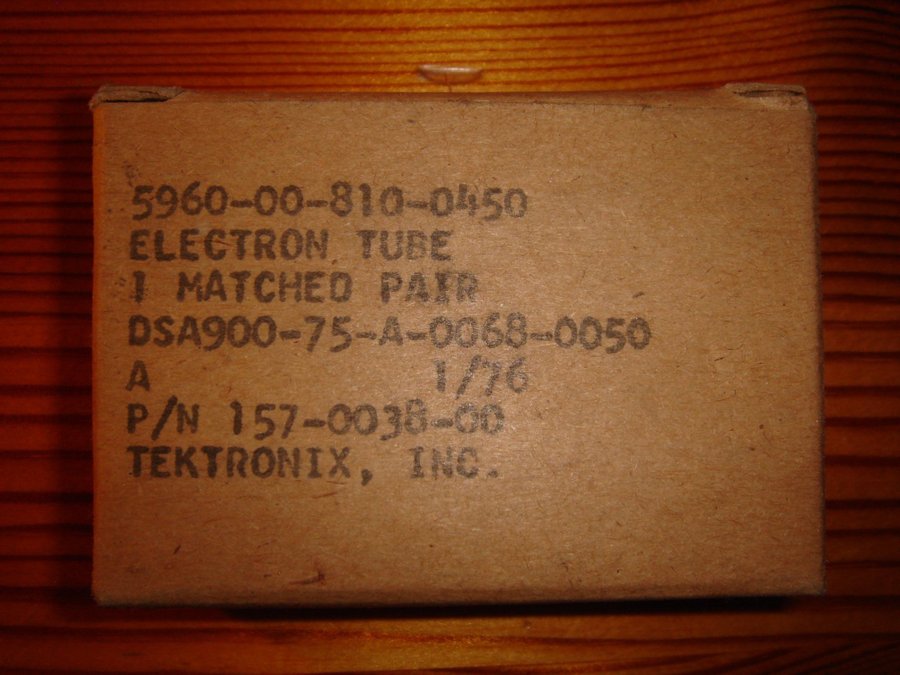 5960-00-810-0450
ELECTRON TUBE
1 MATCHED PAIR
DSA900-75-A-0068-0050
A 1/76
P/N 157-0038-00
TEKTRONIX, INC.